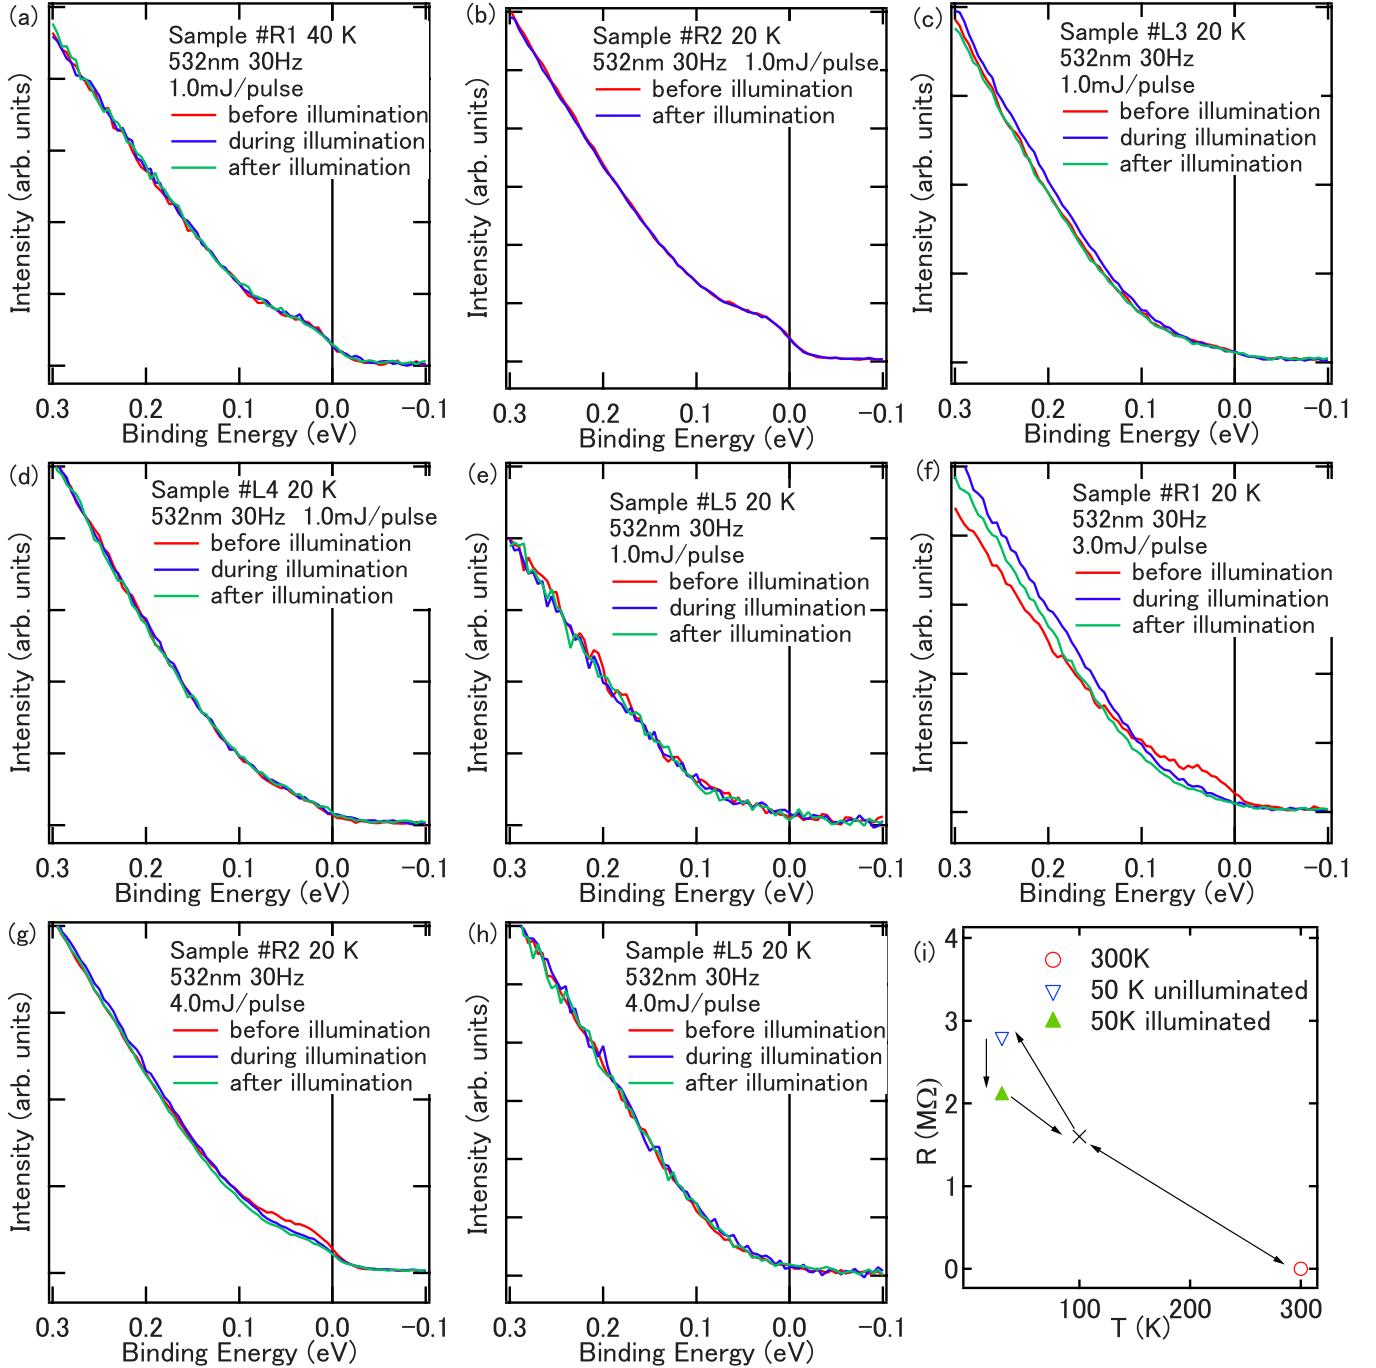 (a)
Sample #R1 40 K
532nm 30Hz
1.0mJ/pulse
before illumination
during illumination
after illumination
Intensity (arb. units)
0.3 0.2 0.1 0.0 −0.1
Binding Energy (eV)
(b)
Sample #R2 20 K
532nm 30Hz 1.0mJ/pulse
before illumination
after illumination
Intensity (arb. units)
0.3 0.2 0.1 0.0 −0.1
Binding Energy (eV)
(c)
Sample #L3 20 K
532nm 30Hz
1.0mJ/pulse
before illumination
during illumination
after illumination
Intensity (arb. units)
0.3 0.2 0.1 0.0 −0.1
Binding Energy (eV)
(d)
Sample #L4 20 K
532nm 30Hz 1.0mJ/pulse
before illumination
during illumination
after illumination
Intensity (arb. units)
0.3 0.2 0.1 0.0 −0.1
Binding Energy (eV)
(e)
Sample #L5 20 K
532nm 30Hz
1.0mJ/pulse
before illumination
during illumination
after illumination
Intensity (arb. units)
0.3 0.2 0.1 0.0 −0.1
Binding Energy (eV)
(f)
Sample #R1 20 K
532nm 30Hz
3.0mJ/pulse
before illumination
during illumination
after illumination
Intensity (arb. units)
0.3 0.2 0.1 0.0 −0.1
Binding Energy (eV)
(g)
Sample #R2 20 K
532nm 30Hz
4.0mJ/pulse
before illumination
during illumination
after illumination
Intensity (arb. units)
0.3 0.2 0.1 0.0 −0.1
Binding Energy (eV)
(h)
Sample #L5 20 K
532nm 30Hz
4.0mJ/pulse
before illumination
during illumination
after illumination
Intensity (arb. units)
0.3 0.2 0.1 0.0 −0.1
Binding Energy (eV)
(i)
300K
50 K unilluminated
50K illuminated
R (MΩ)
4
3
2
1
0
100 200 300
T (K)